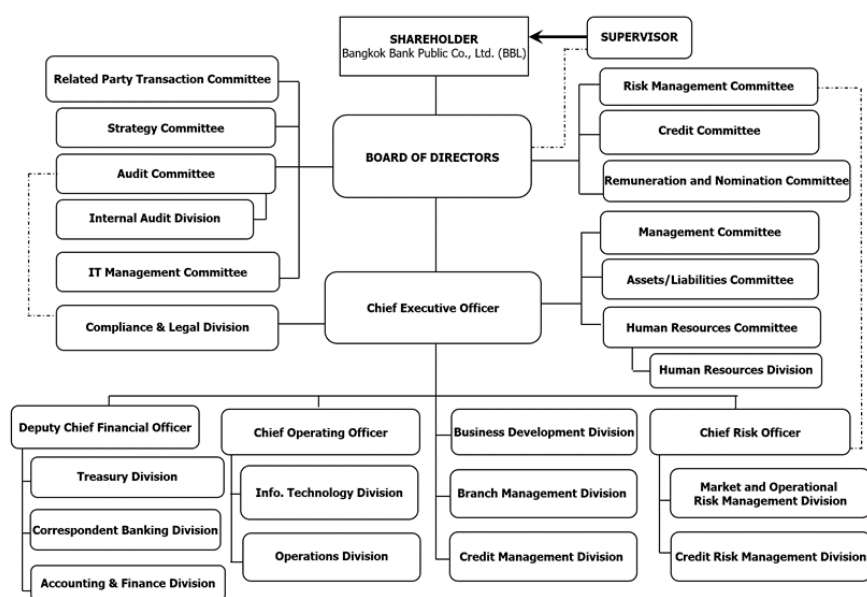 SHAREHOLDER
Bangkok Bank Public Co., Ltd. (BBL)
SUPERVISOR
Related Party Transaction Committee
Strategy Committee
Audit Committee
Internal Audit Division
IT Management Committee
Compliance & Legal Division
BOARD OF DIRECTORS
Chief Executive Officer
Risk Management Committee
Credit Committee
Remuneration and Nomination Committee
Management Committee
Assets/Liabilities Committee
Human Resources Committee
Human Resources Division
Deputy Chief Financial Officer
Treasury Division
Correspondent Banking Division
Accounting & Finance Division
Chief Operating Officer
Info. Technology Division
Operations Division
Business Development Division
Branch Management Division
Credit Management Division
Chief Risk Officer
Market and Operational
Risk Management Division
Credit Risk Management Division